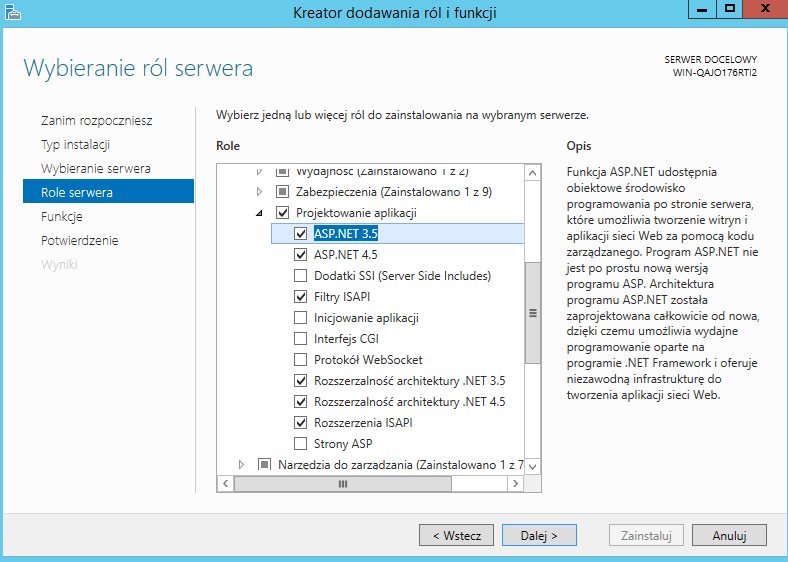 Kreator dodawania ról i funkcji
Wybieranie ról serwera
SERWER DOCELOWY
WIN-QAJO176RTI2
Zanim rozpoczniesz
Typ instalacji
Wybieranie serwera
Role serwera
Funkcje
Potwierdzenie
Wyniki
Wybierz jedną lub więcej ról do zainstalowania na wybranym serwerze.
Role
Wydajność (Zainstalowano 1 z 2)
Zabezpieczenia (Zainstalowano 1 z 9)
Projektowanie aplikacji
ASP.NET 3.5
ASP.NET 4.5
Dodatki SSI (Server Side Includes)
Filtry ISAPI
Inicjowanie aplikacji
Interfejs CGI
Protokół WebSocket
Rozszerzalność architektury .NET 3.5
Rozszerzalność architektury .NET 4.5
Rozszerzenia ISAPI
Strony ASP
Narzedzia do zarządzania (Zainstalowano 1 z 7
Opis
Funkcja ASP.NET udostępnia
obiektowe środowisko
programowania po stronie serwera,
które umożliwia tworzenie witryn i
aplikacji sieci Web za pomocą kodu
zarządzanego. Program ASP.NET nie
jest po prostu nową wersją
programu ASP. Architektura
programu ASP.NET została
zaprojektowana całkowicie od nowa,
dzięki czemu umożliwia wydajne
programowanie oparte na
programie .NET Framework i oferuje
niezawodną infrastrukturę do
tworzenia aplikacji sieci Web.
< Wstecz
Dalej >
Zainstaluj
Anuluj